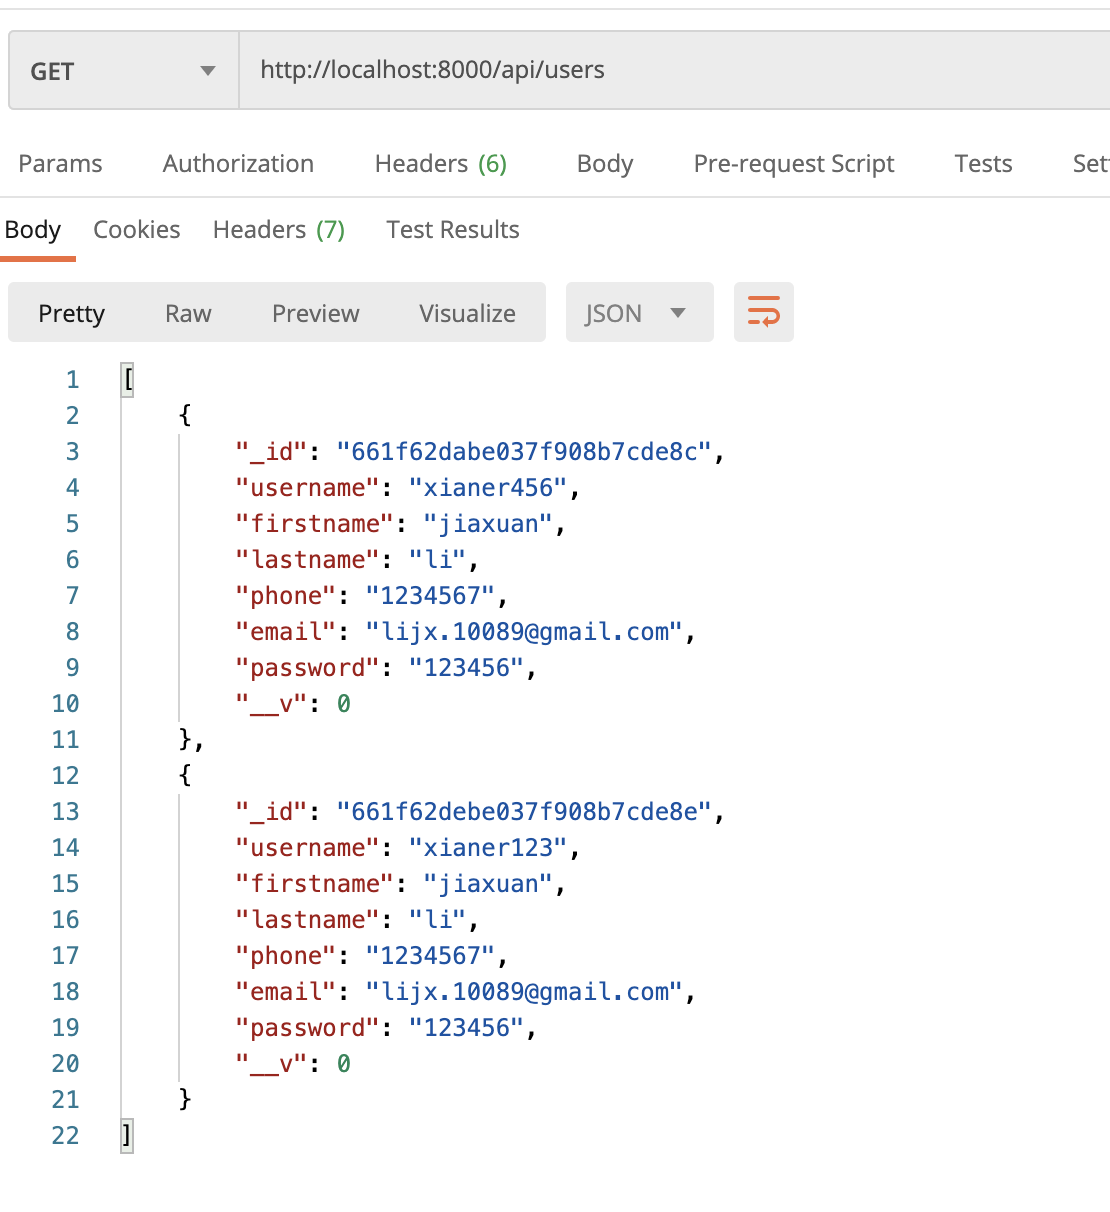 GET http://localhost:8000/api/users
Params Authorization Headers (6) Body Pre-request Script Tests
Body Cookies Headers (7) Test Results
Pretty Raw Preview Visualize JSON
1 [
2 {
3 "_id": "661f62dabe037f908b7cde8c",
4 "username": "xianer456",
5 "firstname": "jiaxuan",
6 "lastname": "li",
7 "phone": "1234567",
8 "email": "lijx.10089@gmail.com",
9 "password": "123456",
10 "__v": 0
11 },
12 {
13 "_id": "661f62debe037f908b7cde8e",
14 "username": "xianer123",
15 "firstname": "jiaxuan",
16 "lastname": "li",
17 "phone": "1234567",
18 "email": "lijx.10089@gmail.com",
19 "password": "123456",
20 "__v": 0
21 }
22 ]